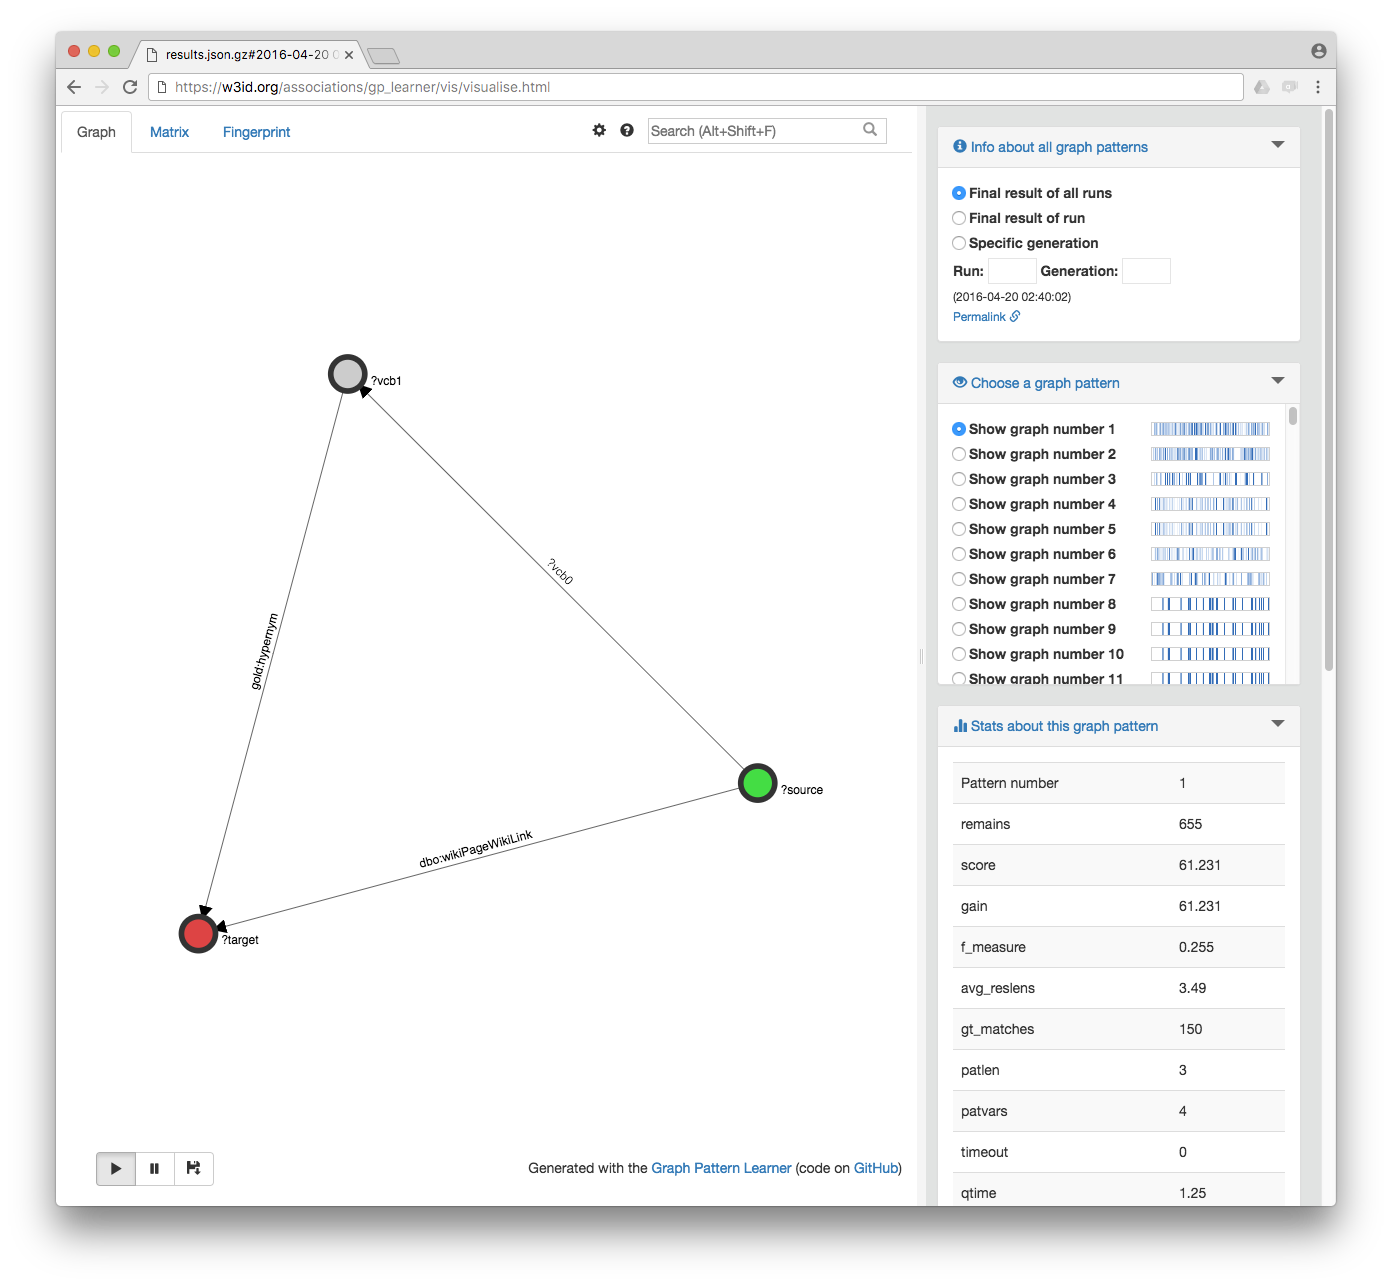 results.json.gz#2016-04-20 0
https://w3id.org/associations/gp_learner/vis/visualise.html
Graph
Matrix
Fingerprint
Search (Alt+Shift+F)
?vcb1
?vcb0
gold:hypernym
?source
dbo:wikiPageWikiLink
?target
Generated with the Graph Pattern Learner (code on GitHub)
Info about all graph patterns
Final result of all runs
Final result of run
Specific generation
Run: Generation:
(2016-04-20 02:40:02)
Permalink
Choose a graph pattern
Show graph number 1
Show graph number 2
Show graph number 3
Show graph number 4
Show graph number 5
Show graph number 6
Show graph number 7
Show graph number 8
Show graph number 9
Show graph number 10
Show graph number 11
Stats about this graph pattern
Pattern number 1
remains 655
score 61.231
gain 61.231
f_measure 0.255
avg_reslens 3.49
gt_matches 150
patlen 3
patvars 4
timeout 0
qtime 1.25